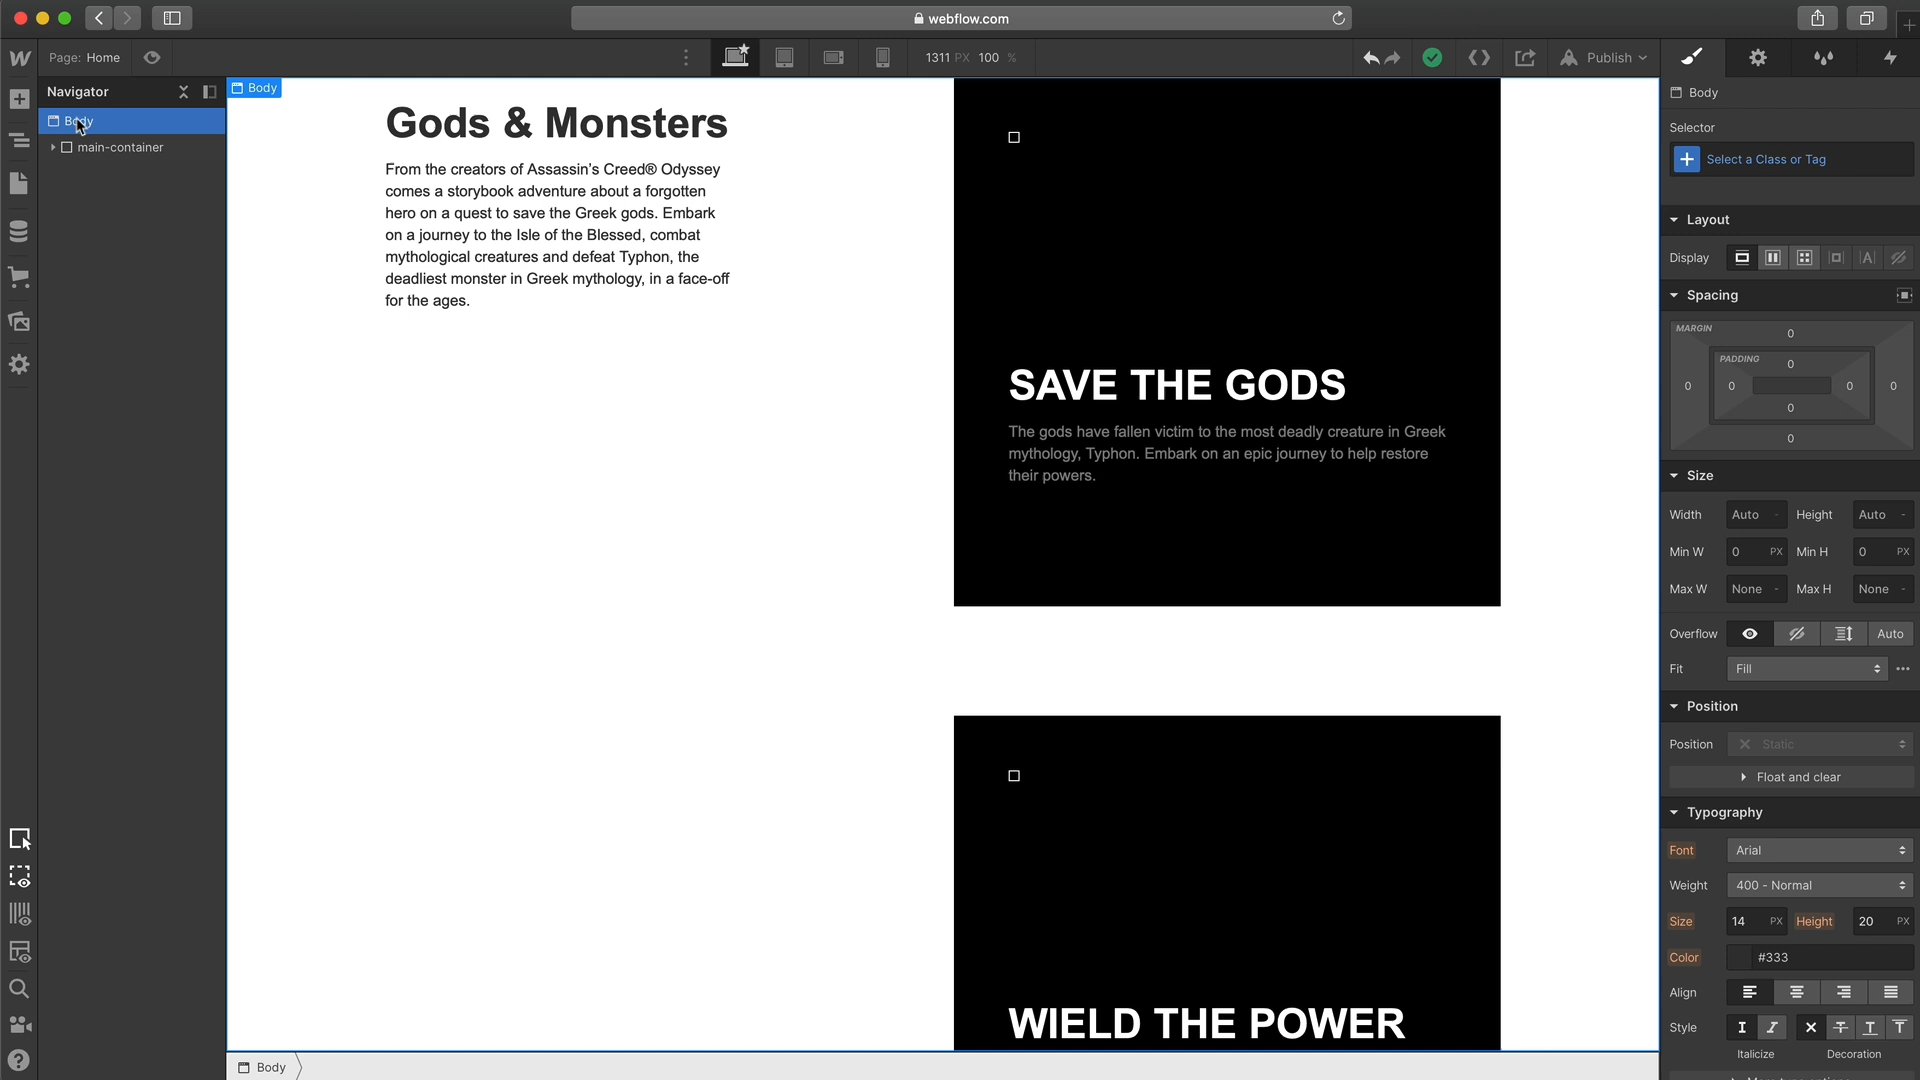 webflow.com
Page: Home
1311 PX 100 %
Publish
Navigator
Body
main-container
Body
Gods & Monsters
From the creators of Assassin's Creed® Odyssey
comes a storybook adventure about a forgotten
hero on a quest to save the Greek gods. Embark
on a journey to the Isle of the Blessed, combat
mythological creatures and defeat Typhon, the
deadliest monster in Greek mythology, in a face-off
for the ages.
SAVE THE GODS
The gods have fallen victim to the most deadly creature in Greek
mythology, Typhon. Embark on an epic journey to help restore
their powers.
WIELD THE POWER
Body
Body
Selector
Select a Class or Tag
Layout
Display
Spacing
MARGIN
0
PADDING
0
0 0 0 0
0
0
Size
Width Auto - Height Auto -
Min W 0 PX Min H 0 PX
Max W None - Max H None -
Overflow Auto
Fit Fill
Position
Position Static
Float and clear
Typography
Font Arial
Weight 400 - Normal
Size 14 PX Height 20 PX
Color #333
Align
Style
Italicize Decoration